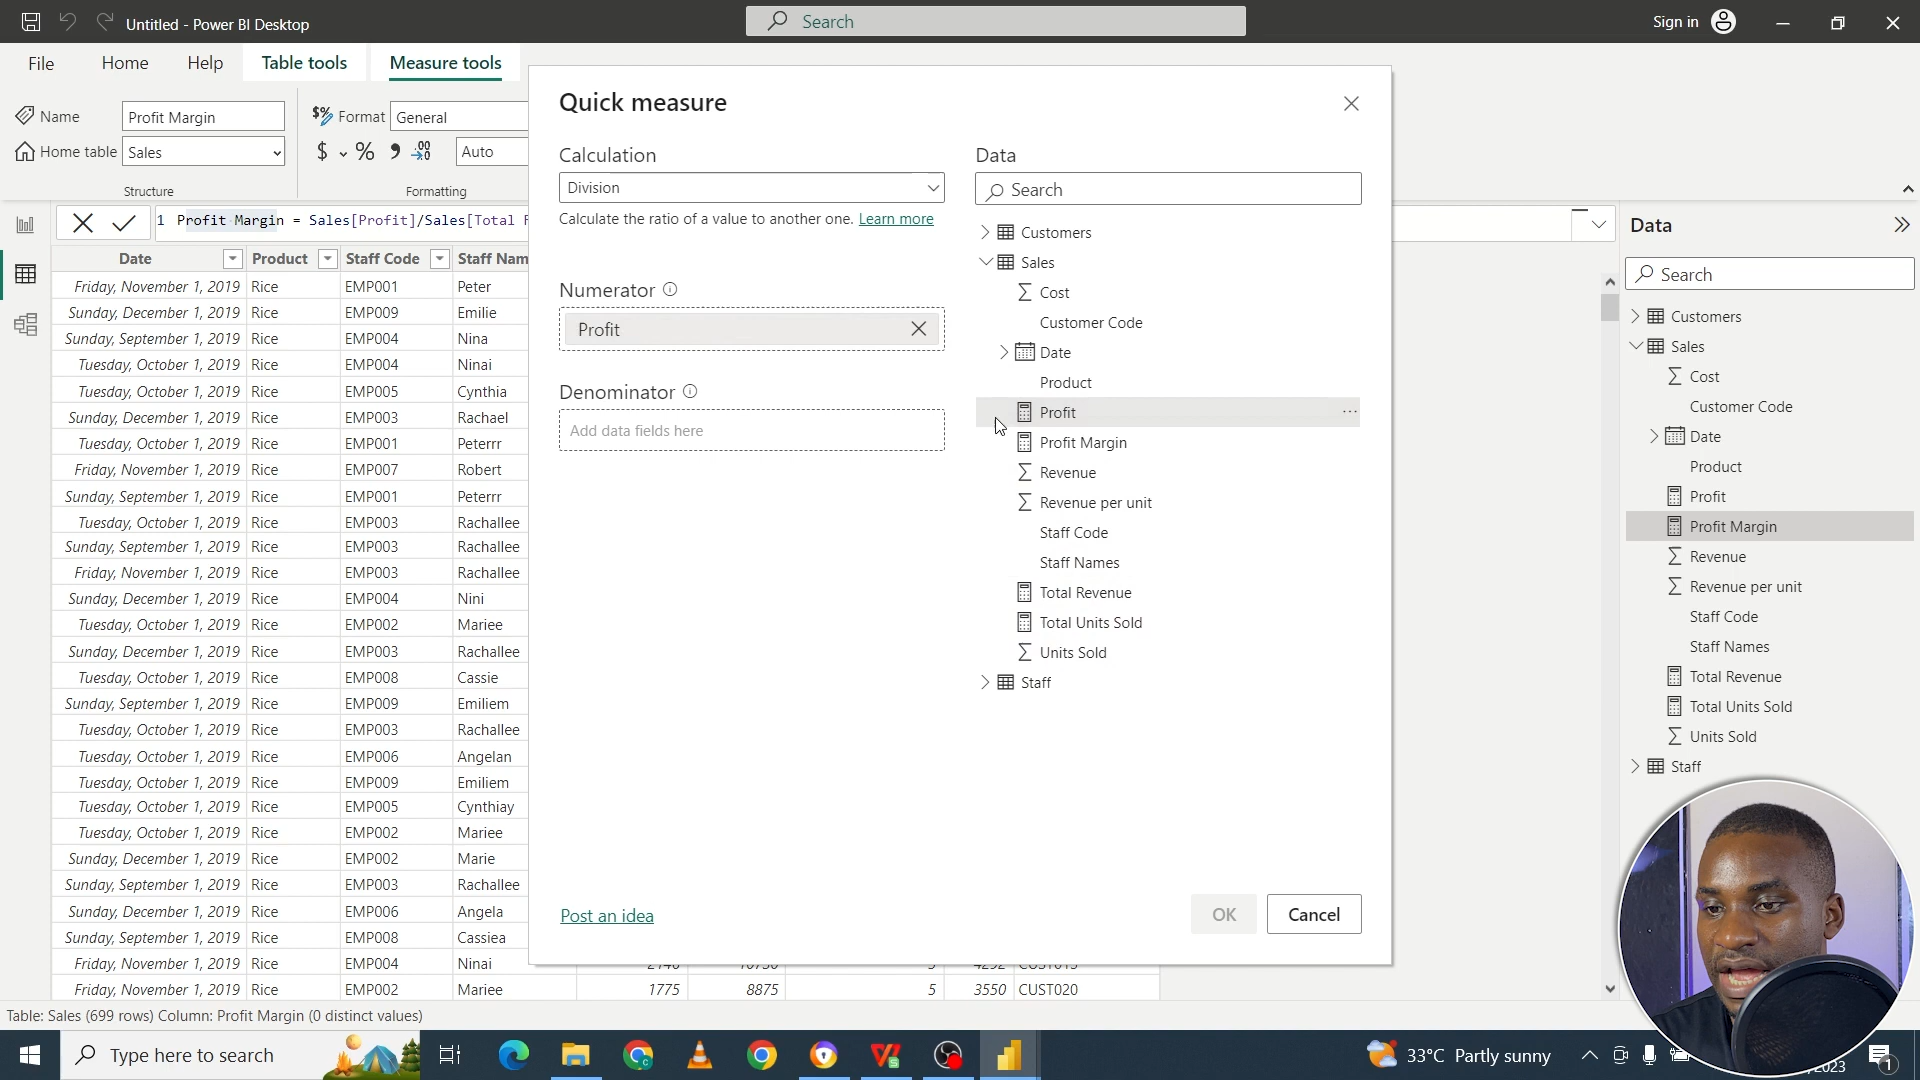 Untitled - Power BI Desktop
Search
Sign in
File
Home
Help
Table tools
Measure tools
Name
Profit Margin
Format
General
Home table
Sales
$
%
Auto
Structure
Formatting
Quick measure
Calculation
Division
Calculate the ratio of a value to another one. Learn more
Numerator
Profit
Denominator
Add data fields here
Data
Search
Customers
Sales
Cost
Customer Code
Date
Product
Profit
Profit Margin
Revenue
Revenue per unit
Staff Code
Staff Names
Total Revenue
Total Units Sold
Units Sold
Staff
Post an idea
OK
Cancel
1 Profit Margin = Sales[Profit]/Sales[Total
Date Product Staff Code Staff Nam
Friday, November 1, 2019 Rice EMP001 Peter
Sunday, December 1, 2019 Rice EMP009 Emilie
Sunday, September 1, 2019 Rice EMP004 Nina
Tuesday, October 1, 2019 Rice EMP004 Ninai
Tuesday, October 1, 2019 Rice EMP005 Cynthia
Sunday, December 1, 2019 Rice EMP003 Rachael
Tuesday, October 1, 2019 Rice EMP001 Peterrr
Friday, November 1, 2019 Rice EMP007 Robert
Sunday, September 1, 2019 Rice EMP001 Peterrr
Tuesday, October 1, 2019 Rice EMP003 Rachallee
Sunday, September 1, 2019 Rice EMP003 Rachallee
Friday, November 1, 2019 Rice EMP003 Rachallee
Sunday, December 1, 2019 Rice EMP004 Nini
Tuesday, October 1, 2019 Rice EMP002 Mariee
Sunday, December 1, 2019 Rice EMP003 Rachallee
Tuesday, October 1, 2019 Rice EMP008 Cassie
Sunday, September 1, 2019 Rice EMP009 Emiliem
Tuesday, October 1, 2019 Rice EMP003 Rachallee
Tuesday, October 1, 2019 Rice EMP006 Angelan
Tuesday, October 1, 2019 Rice EMP009 Emiliem
Tuesday, October 1, 2019 Rice EMP005 Cynthiay
Tuesday, October 1, 2019 Rice EMP002 Mariee
Sunday, December 1, 2019 Rice EMP002 Marie
Sunday, September 1, 2019 Rice EMP003 Rachallee
Sunday, December 1, 2019 Rice EMP006 Angela
Sunday, September 1, 2019 Rice EMP008 Cassiea
Friday, November 1, 2019 Rice EMP004 Ninai
Friday, November 1, 2019 Rice EMP002 Mariee 1775 8875 5 3550 CUST020
Data
Search
Customers
Sales
Cost
Customer Code
Date
Product
Profit
Profit Margin
Revenue
Revenue per unit
Staff Code
Staff Names
Total Revenue
Total Units Sold
Units Sold
Staff
Table: Sales (699 rows) Column: Profit Margin (0 distinct values)
Type here to search
33°C Partly sunny
2023
1